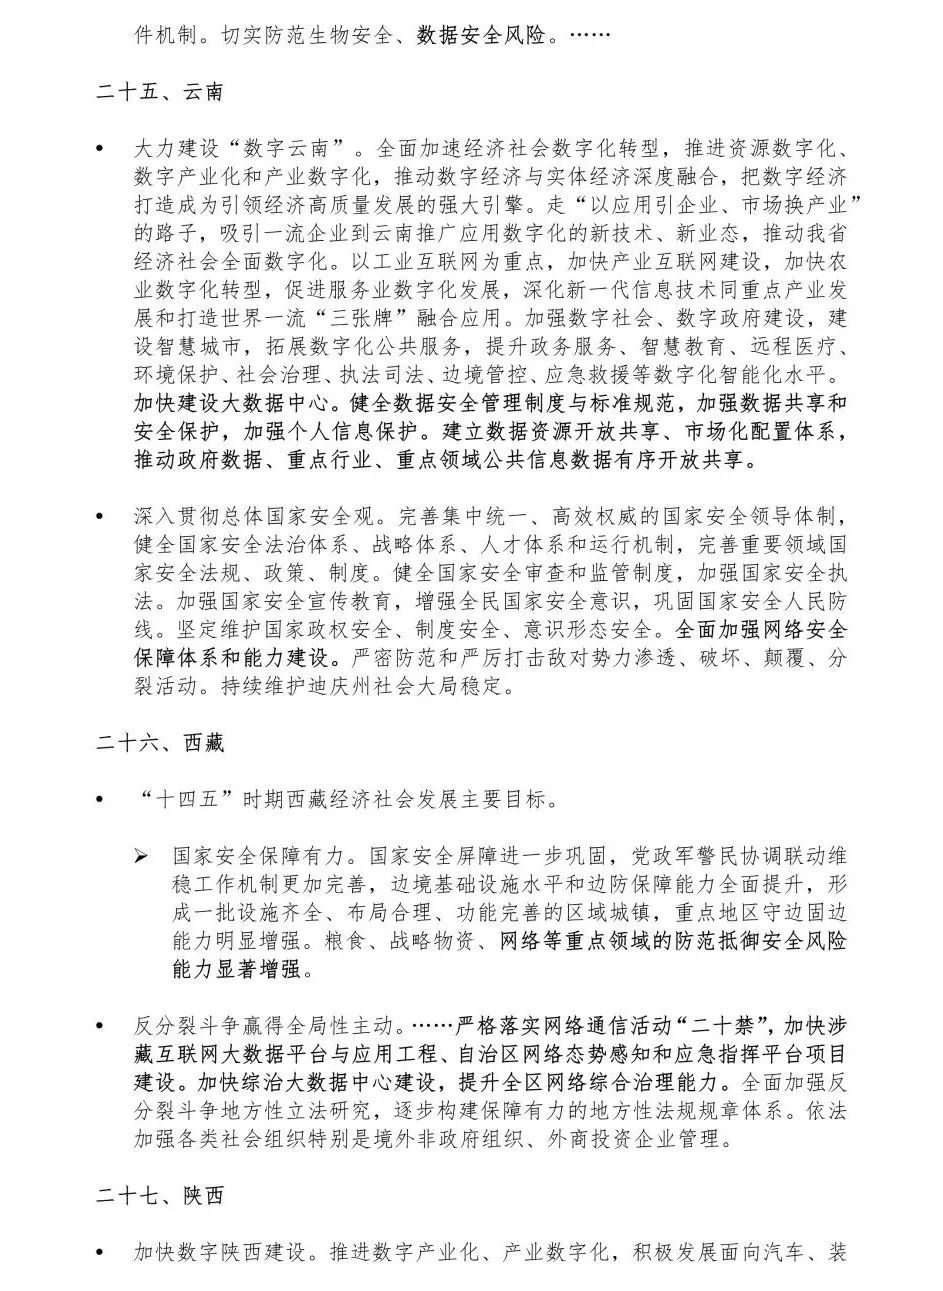 件机制。切实防范生物安全、数据安全风险。……
二十五、云南
• 大力建设“数字云南”。全面加速经济社会数字化转型，推进资源数字化、
数字产业化和产业数字化，推动数字经济与实体经济深度融合，把数字经济
打造成为引领经济高质量发展的强大引擎。走“以应用引企业、市场换产业”
的路子，吸引一流企业到云南推广应用数字化的新技术、新业态，推动我省
经济社会全面数字化。以工业互联网为重点，加快产业互联网建设，加快农
业数字化转型，促进服务业数字化发展，深化新一代信息技术同重点产业发
展和打造世界一流“三张牌”融合应用。加强数字社会、数字政府建设，建
设智慧城市，拓展数字化公共服务，提升政务服务、智慧教育、远程医疗、
环境保护、社会治理、执法司法、边境管控、应急救援等数字化智能化水平。
加快建设大数据中心。健全数据安全管理制度与标准规范，加强数据共享和
安全保护，加强个人信息保护。建立数据资源开放共享、市场化配置体系，
推动政府数据、重点行业、重点领域公共信息数据有序开放共享。
• 深入贯彻总体国家安全观。完善集中统一、高效权威的国家安全领导体制，
健全国家安全法治体系、战略体系、人才体系和运行机制，完善重要领域国
家安全法规、政策、制度。健全国家安全审查和监管制度，加强国家安全执
法。加强国家安全宣传教育，增强全民国家安全意识，巩固国家安全人民防
线。坚定维护国家政权安全、制度安全、意识形态安全。全面加强网络安全
保障体系和能力建设。严密防范和严厉打击敌对势力渗透、破坏、颠覆、分
裂活动。持续维护迪庆州社会大局稳定。
二十六、西藏
• “十四五”时期西藏经济社会发展主要目标。
➢ 国家安全保障有力。国家安全屏障进一步巩固，党政军警民协调联动维
稳工作机制更加完善，边境基础设施水平和边防保障能力全面提升，形
成一批设施齐全、布局合理、功能完善的区域城镇，重点地区守边固边
能力明显增强。粮食、战略物资、网络等重点领域的防范抵御安全风险
能力显著增强。
• 反分裂斗争赢得全局性主动。……严格落实网络通信活动“二十禁”，加快涉
藏互联网大数据平台与应用工程、自治区网络态势感知和应急指挥平台项目
建设。加快综治大数据中心建设，提升全区网络综合治理能力。全面加强反
分裂斗争地方性立法研究，逐步构建保障有力的地方性法规规章体系。依法
加强各类社会组织特别是境外非政府组织、外商投资企业管理。
二十七、陕西
• 加快数字陕西建设。推进数字产业化、产业数字化，积极发展面向汽车、装